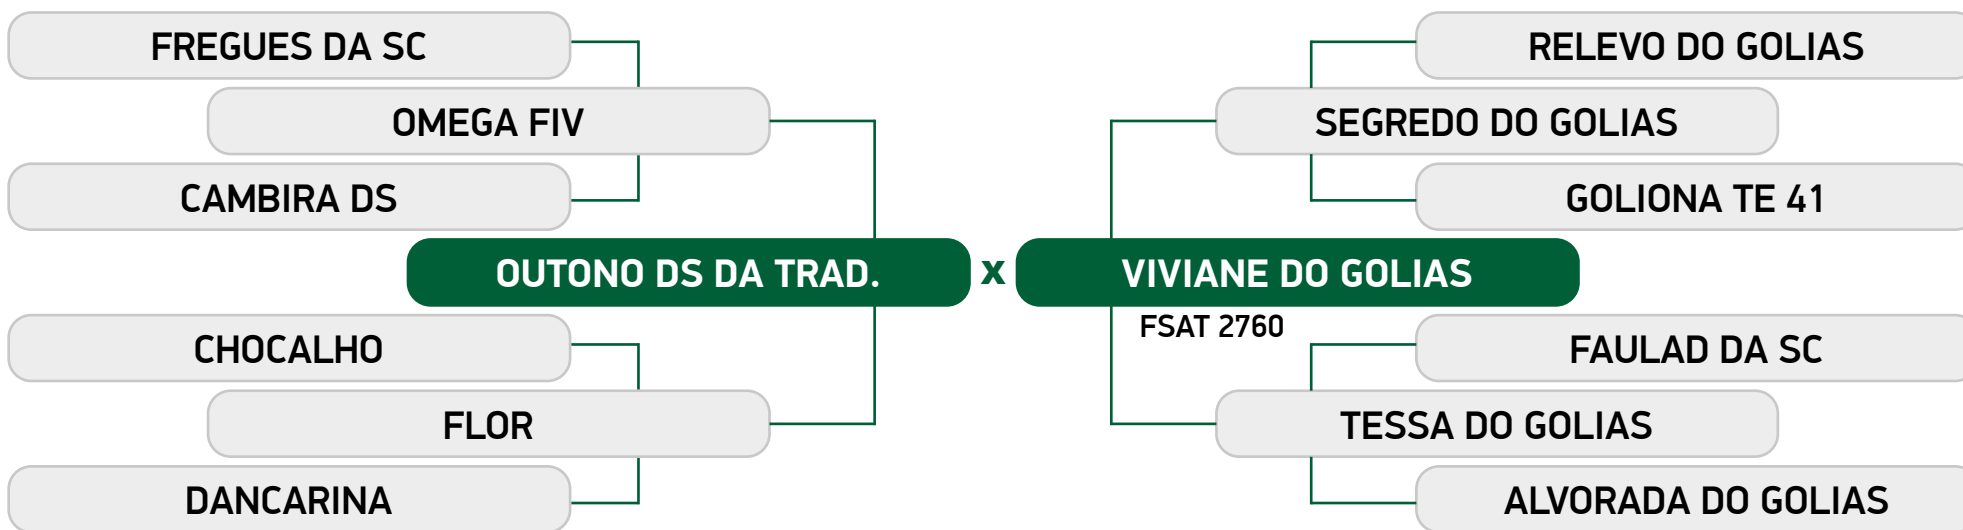 FREGUES DA SC
RELEVO DO GOLIAS
OMEGA FIV
SEGREDO DO GOLIAS
CAMBIRA DS
GOLIONA TE 41
OUTONO DS DA TRAD. x VIVIANE DO GOLIAS
FSAT 2760
CHOCALHO
FAULAD DA SC
FLOR
TESSA DO GOLIAS
DANCARINA
ALVORADA DO GOLIAS